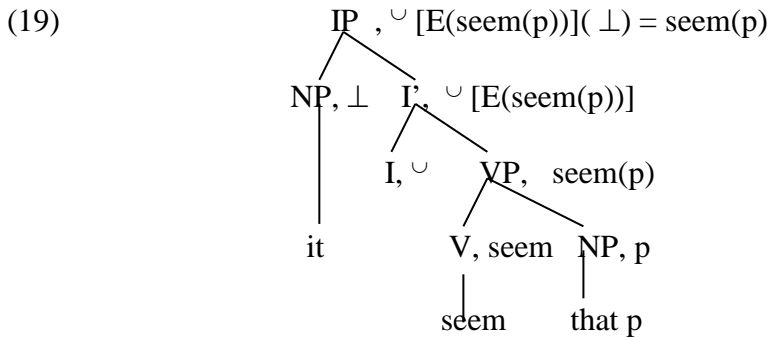 (19) IP , ∪ [E(seem(p))]( ⊥) = seem(p)
NP, ⊥ I’, ∪ [E(seem(p))]
I, ∪ VP, seem(p)
it V, seem NP, p
seem that p